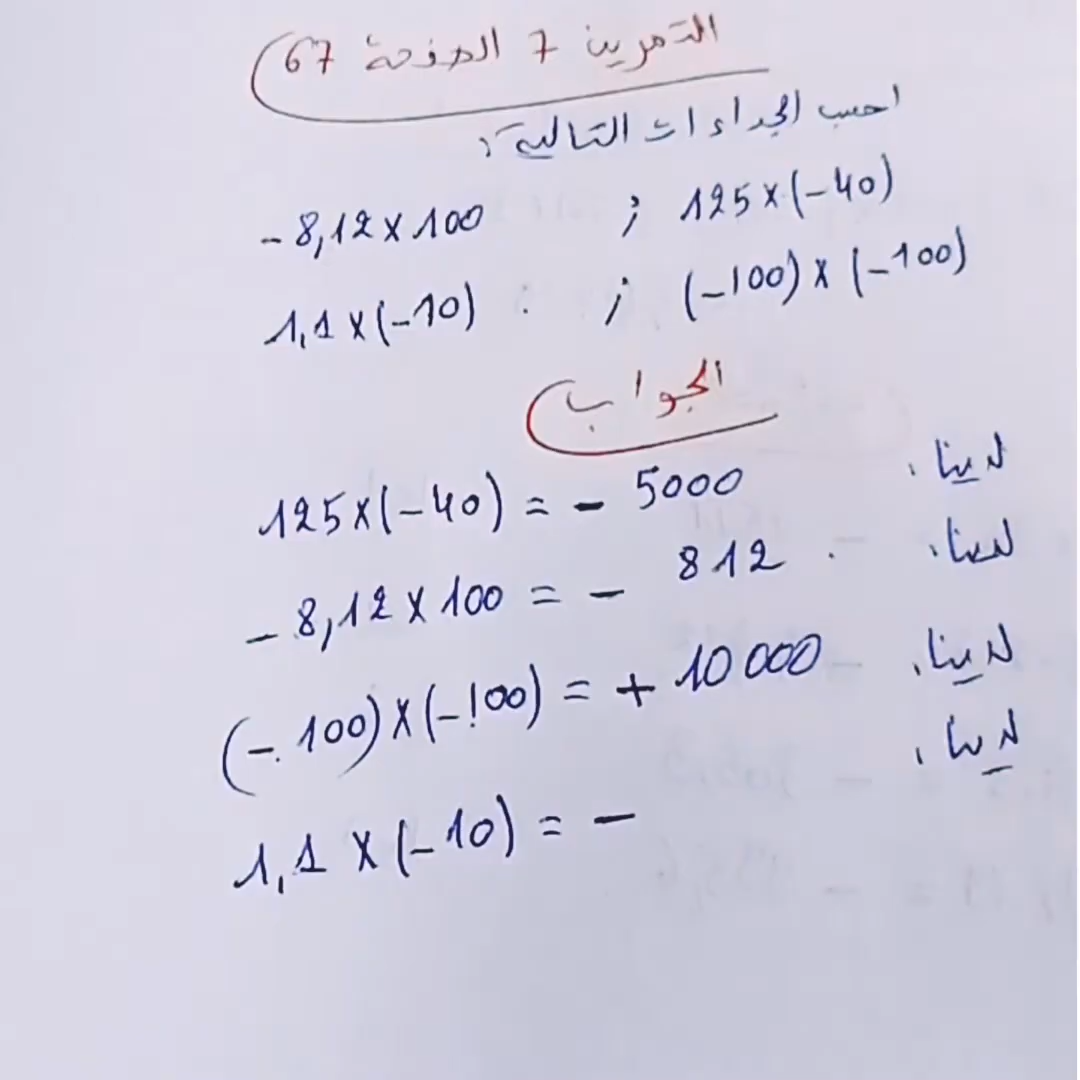 التمرين 7 الصفحة 67
احسب الجداءات التالية:
125×(-40) ; -8,12×100
(-100)×(-100) ; 1,1×(-10)
الجواب
لدينا: 125×(-40) = - 5000
لدينا: -8,12×100 = - 812
لدينا: (-100)×(-100) = + 10 000
لدينا: 1,1×(-10) = -